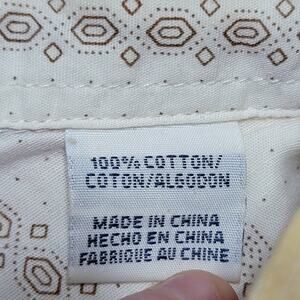 100% COTTON/
COTON/ALGODON
MADE IN CHINA
HECHO EN CHINA
FABRIQUE AU CHINE